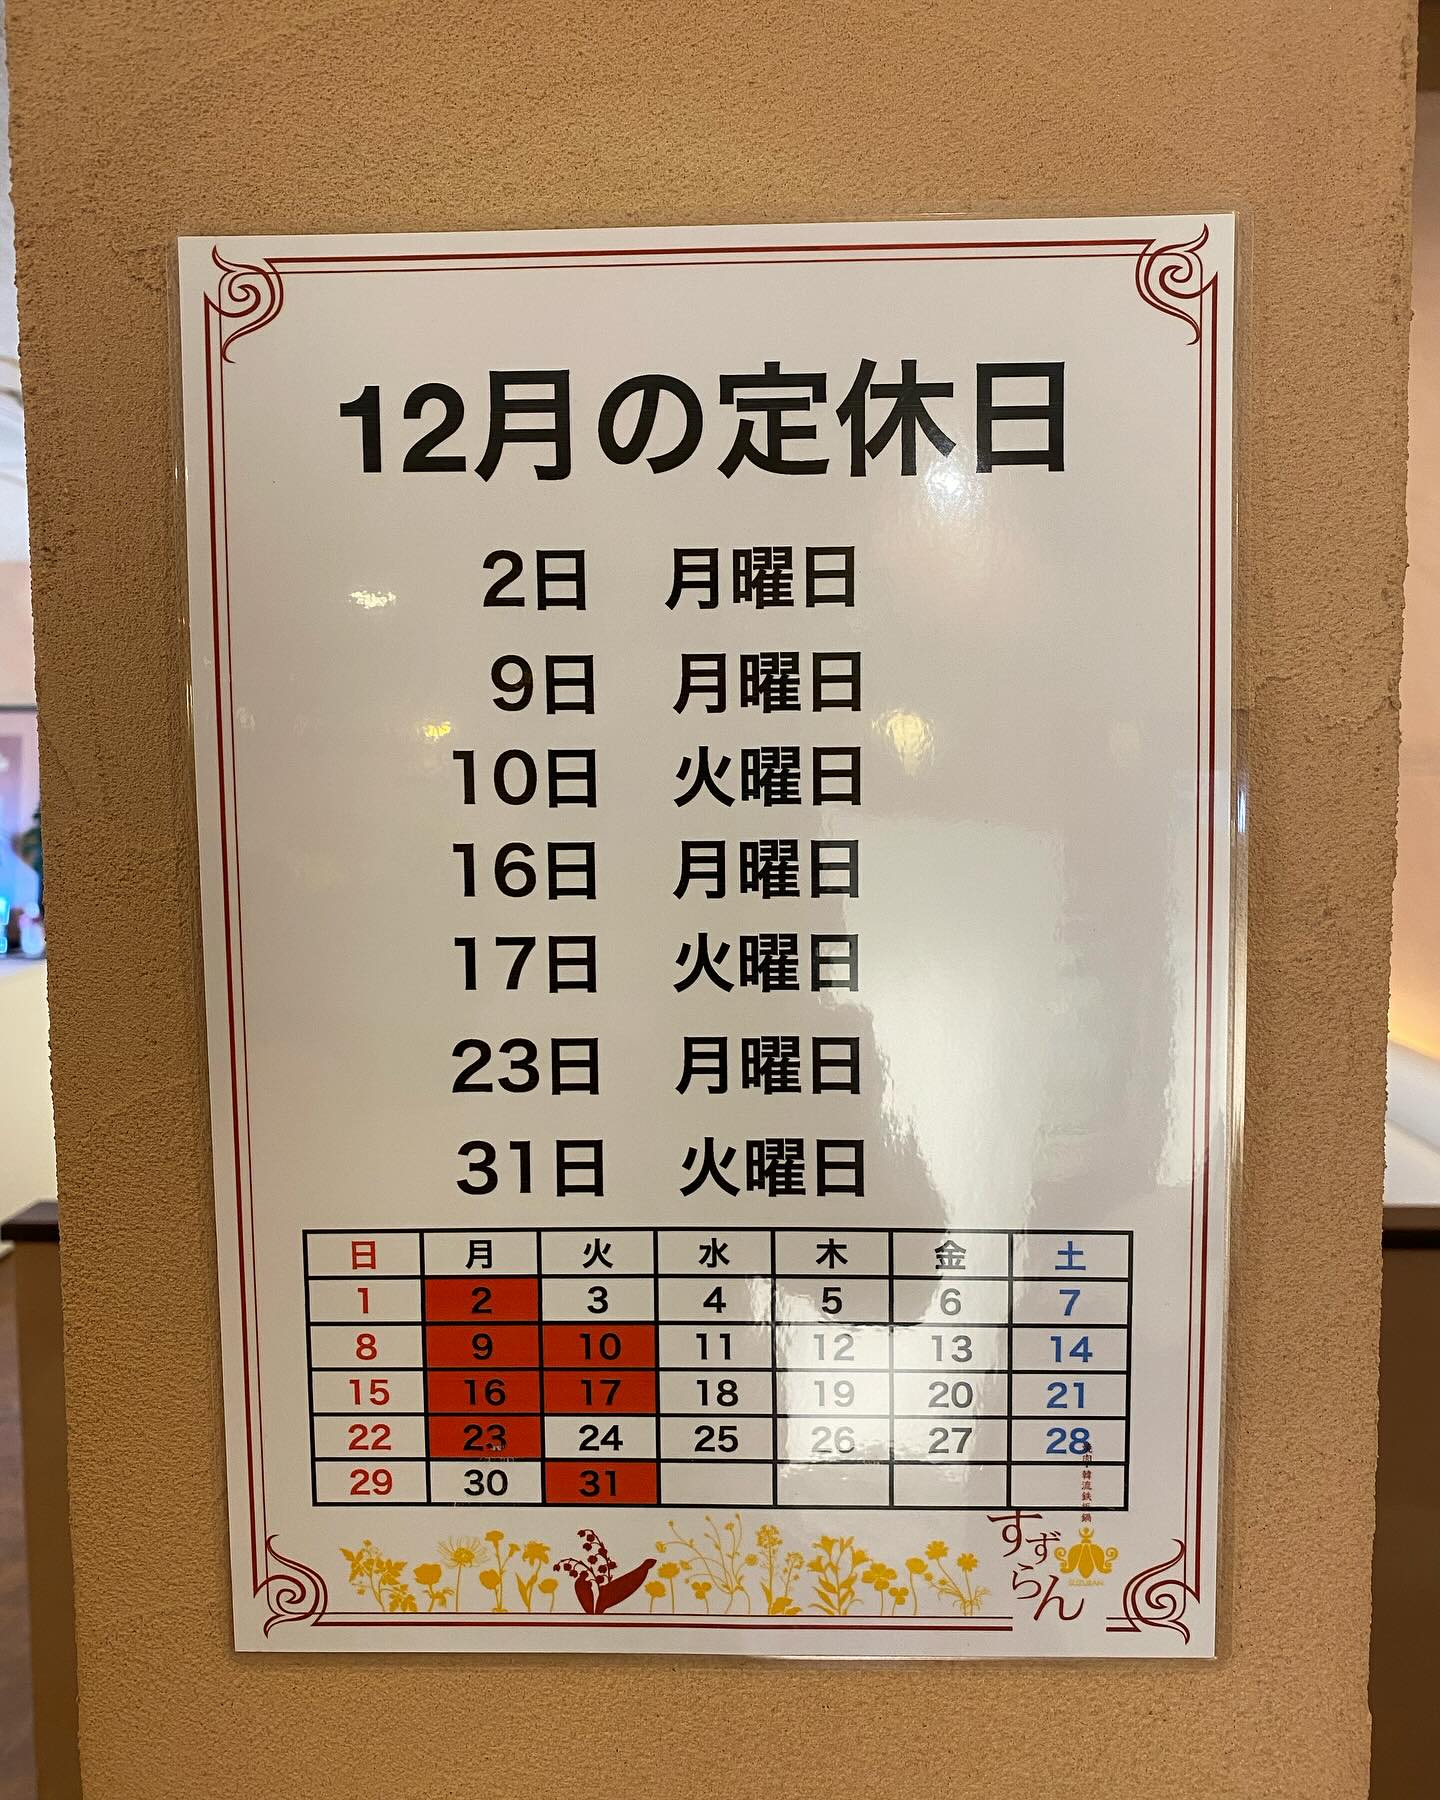 12月の定休日
2日 月曜日
9日 月曜日
10日 火曜日
16日 月曜日
17日 火曜日
23日 月曜日
31日 火曜日
日 月 火 水 木 金 土
1 2 3 4 5 6 7
8 9 10 11 12 13 14
15 16 17 18 19 20 21
22 23 24 25 26 27 28
29 30 31
すずらん
SUZURAN